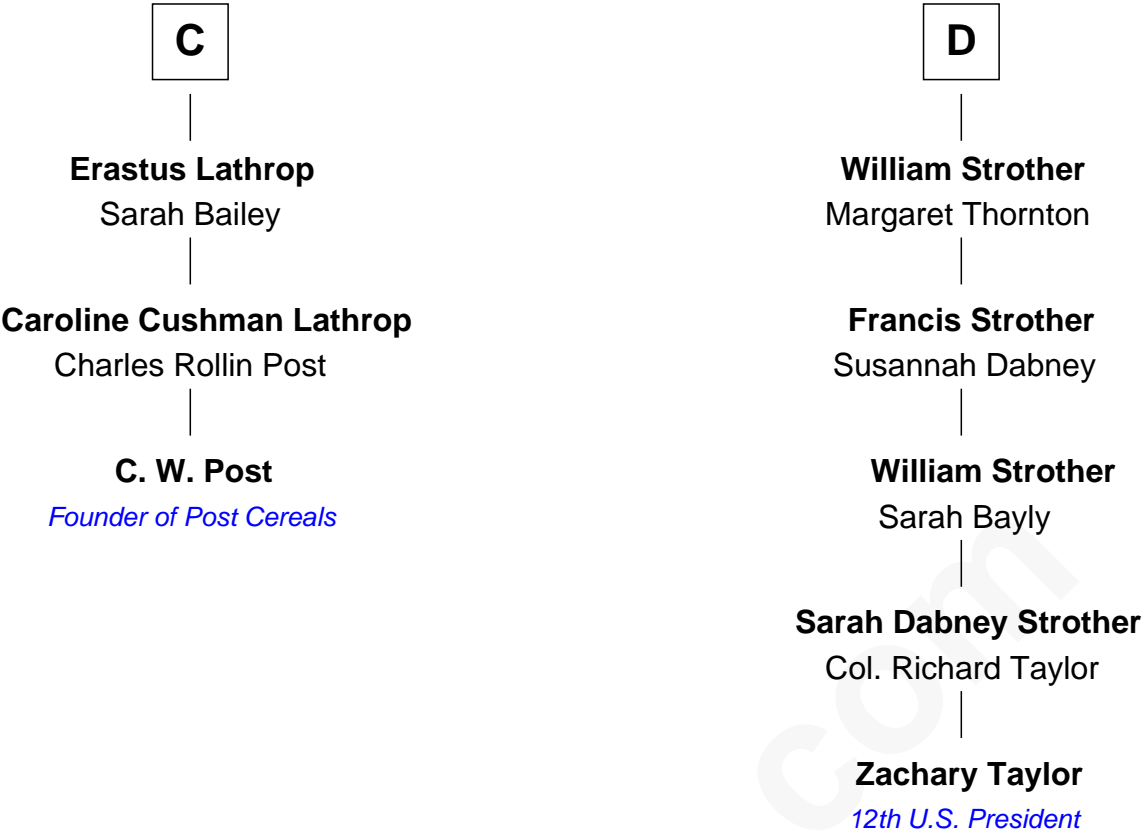 C
Erastus Lathrop
Sarah Bailey
Caroline Cushman Lathrop
Charles Rollin Post
C. W. Post
Founder of Post Cereals
D
William Strother
Margaret Thornton
Francis Strother
Susannah Dabney
William Strother
Sarah Bayly
Sarah Dabney Strother
Col. Richard Taylor
Zachary Taylor
12th U.S. President
com